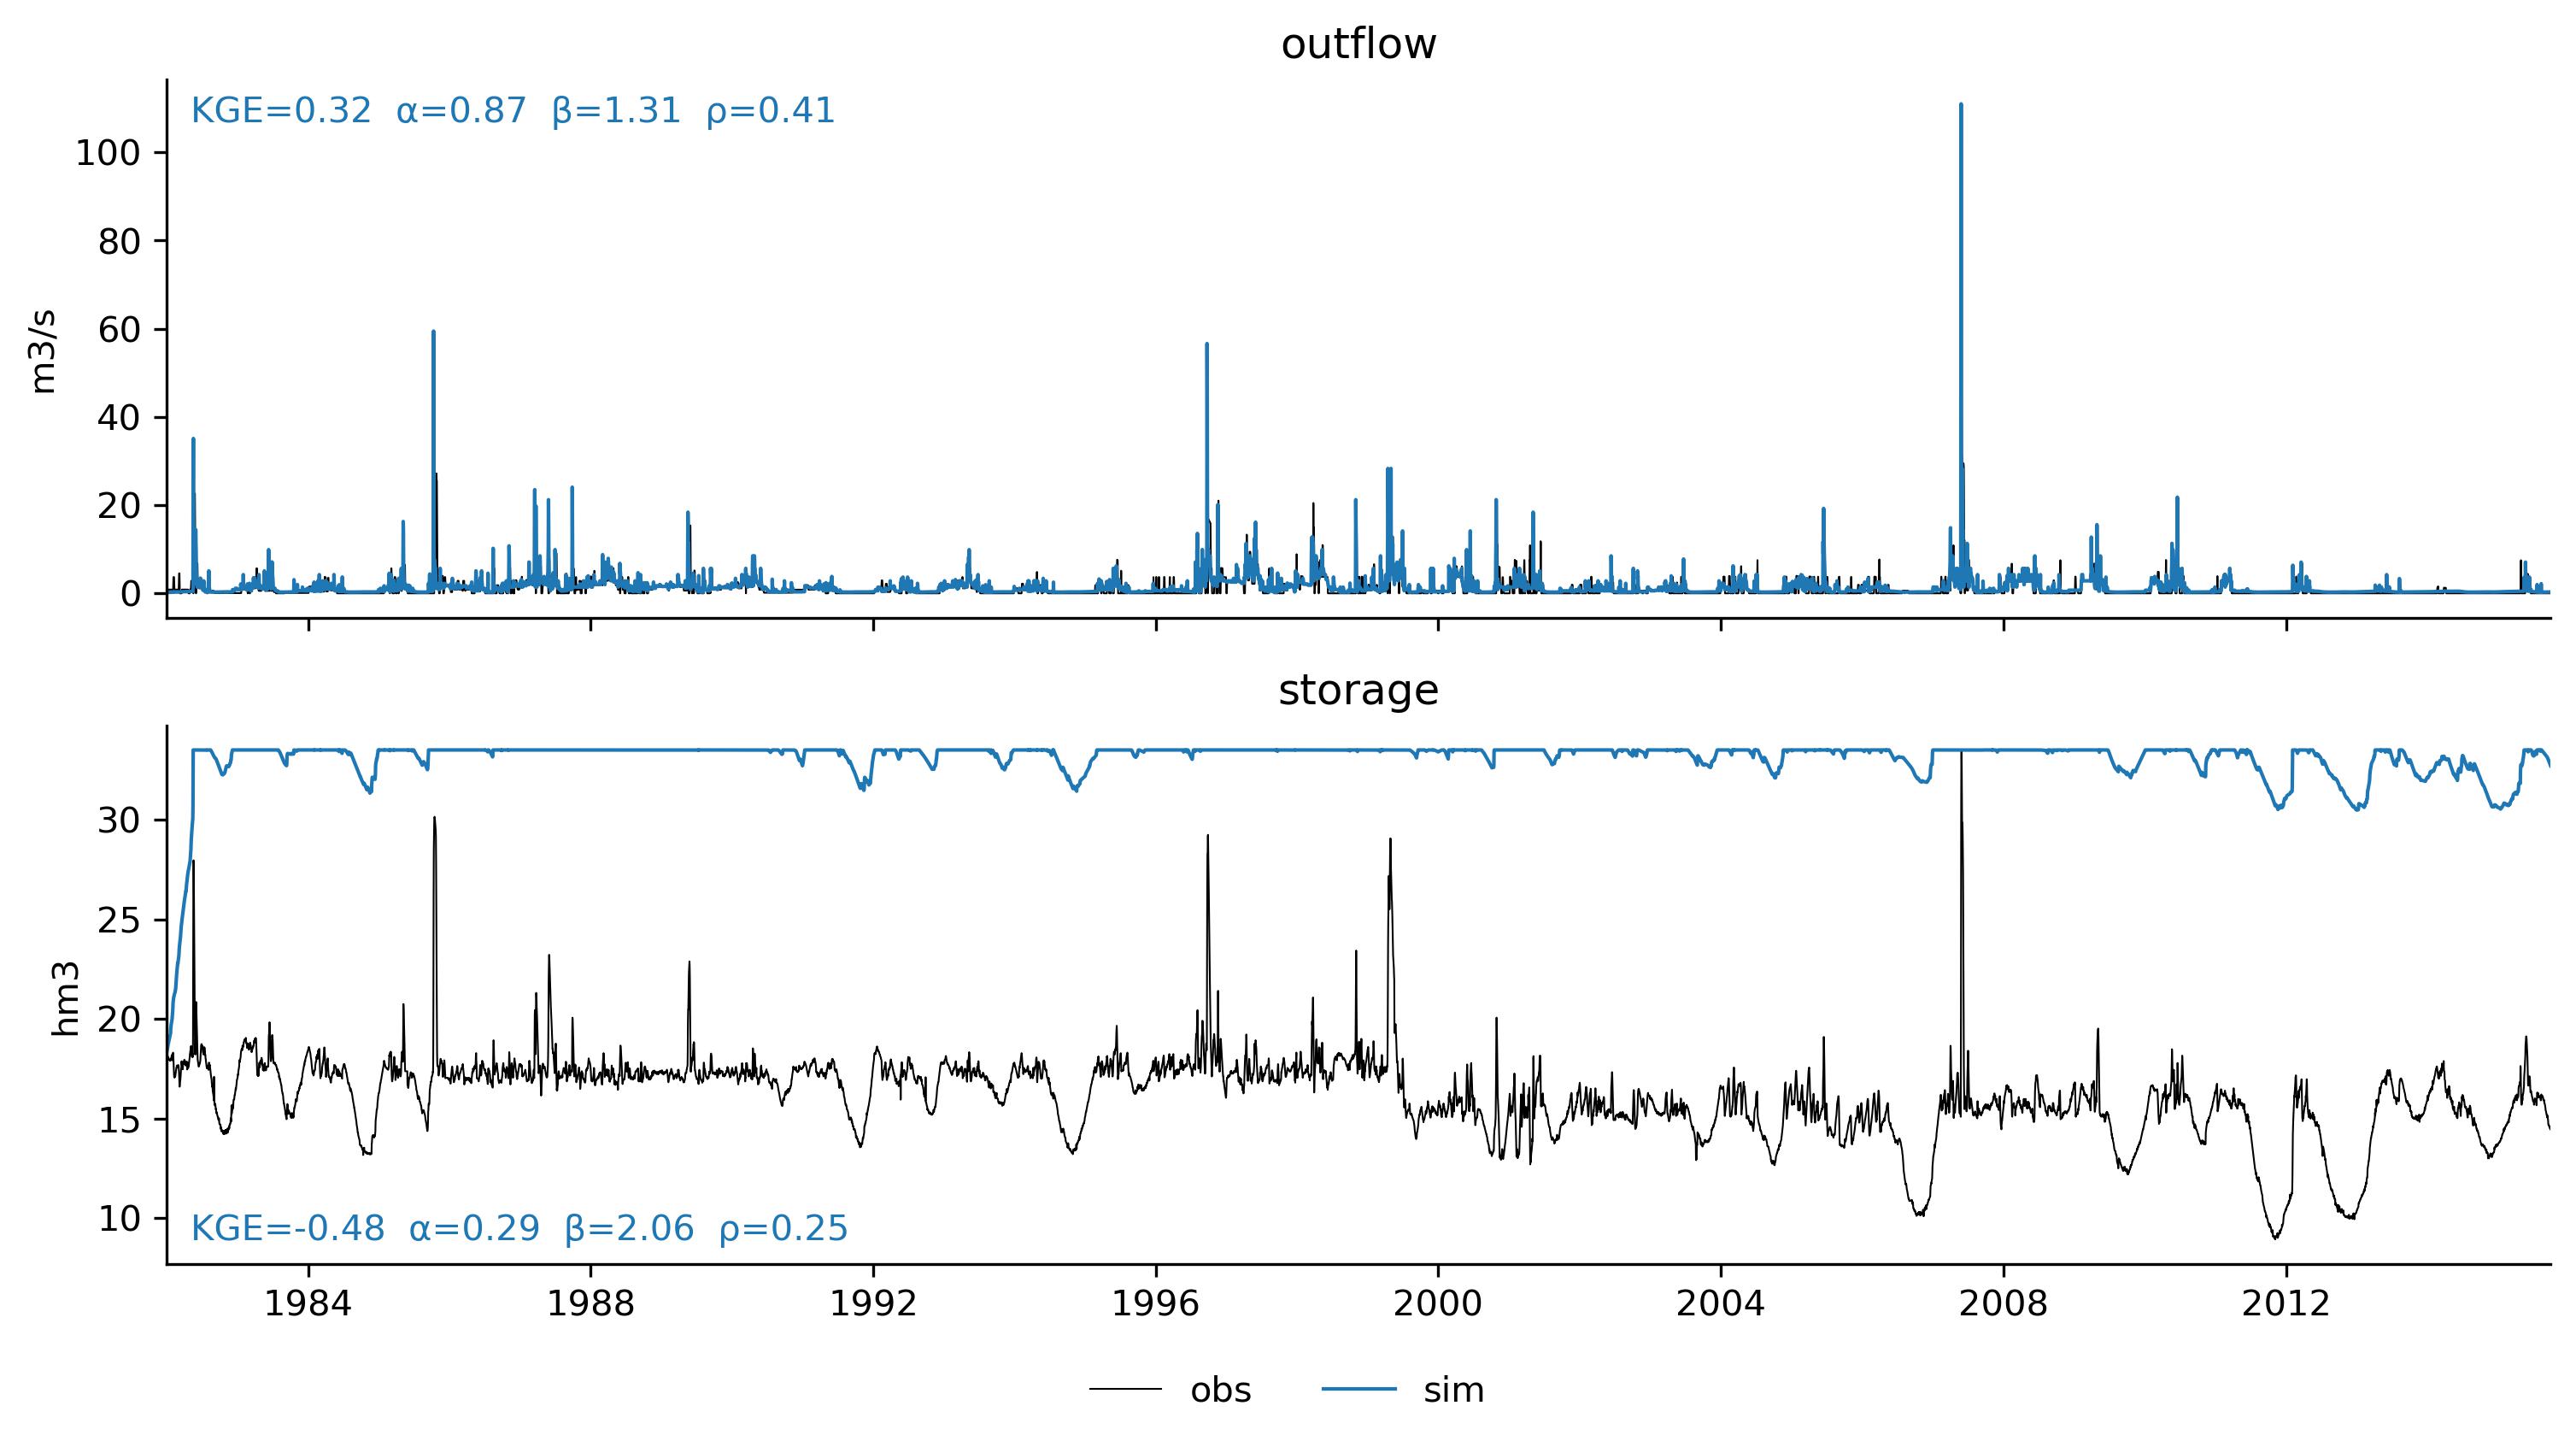 outflow
KGE=0.32 α=0.87 β=1.31 ρ=0.41
100
80
60
40
20
0
m3/s
storage
30
25
20
15
10
hm3
KGE=-0.48 α=0.29 β=2.06 ρ=0.25
1984 1988 1992 1996 2000 2004 2008 2012
obs sim